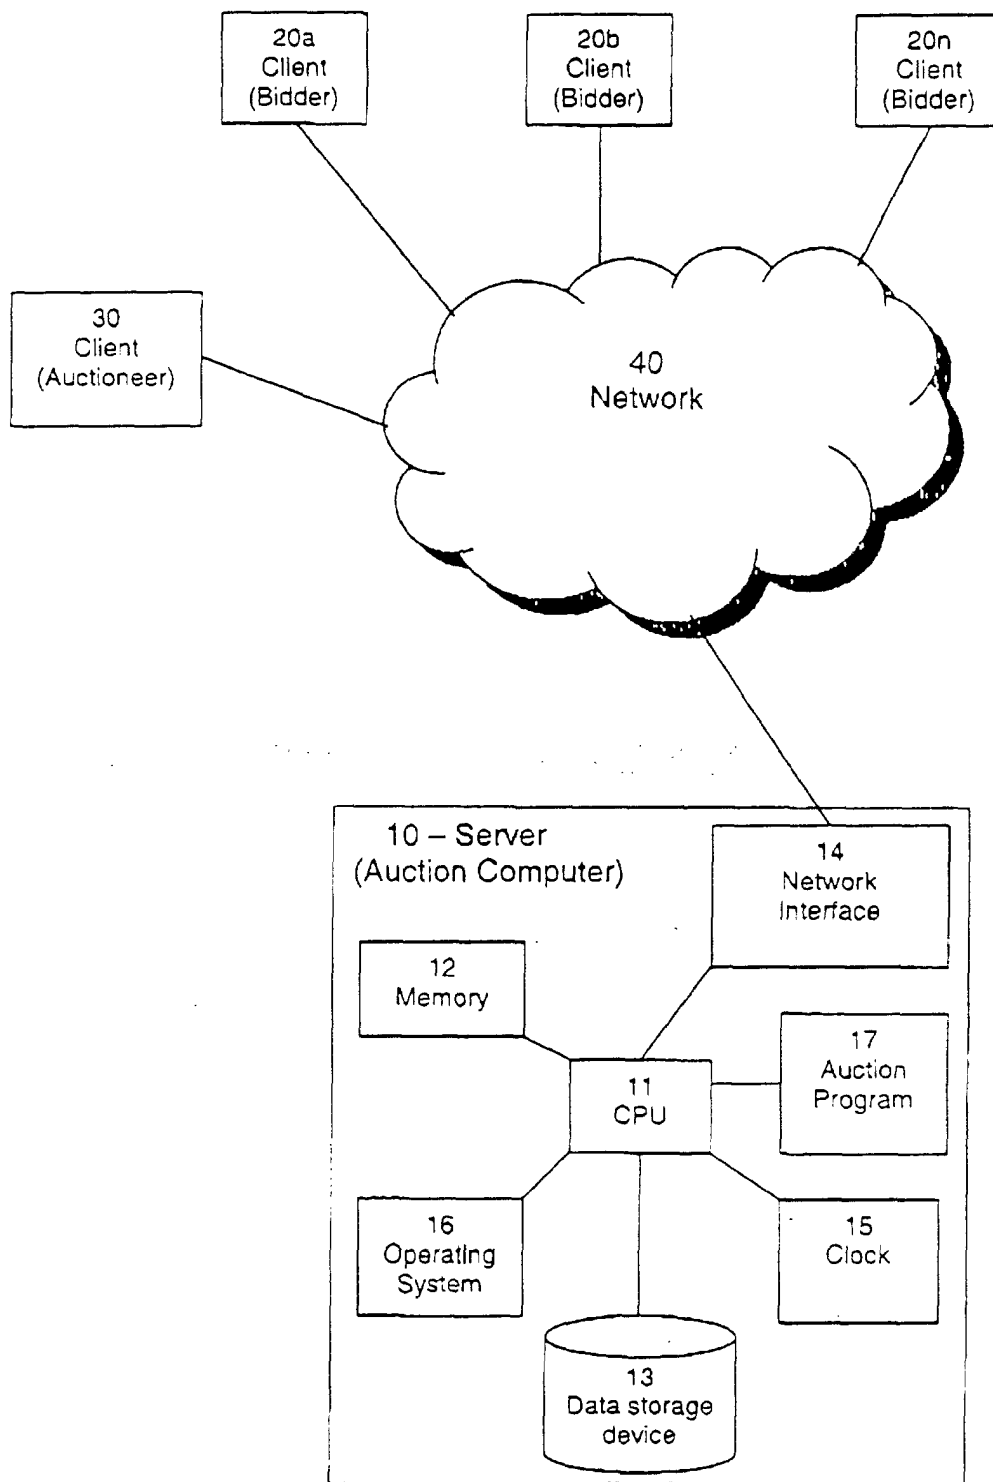 20a
Client
(Bidder)
20b
Client
(Bidder)
20n
Client
(Bidder)
30
Client
(Auctioneer)
40
Network
10 – Server
(Auction Computer)
14
Network
Interface
12
Memory
17
Auction
Program
11
CPU
16
Operating
System
15
Clock
13
Data storage
device